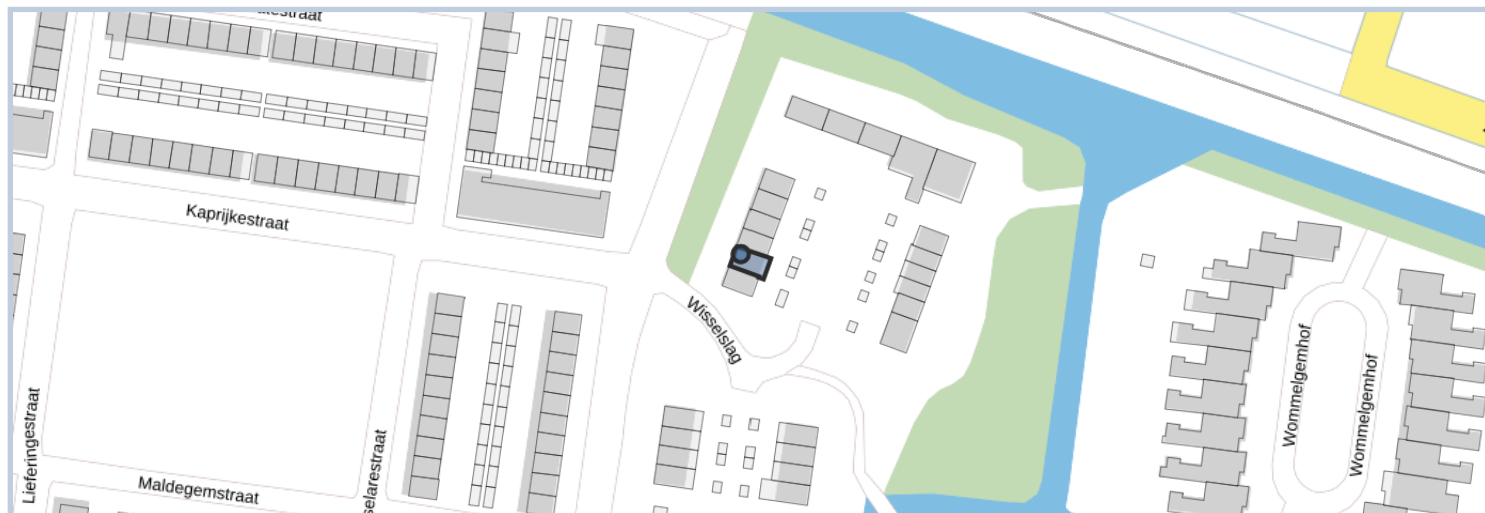 Kaprijkestraat
Wisselslag
Wommelgemhof
Wommelgemhof
Lieferingestraat
Maldegemstraat